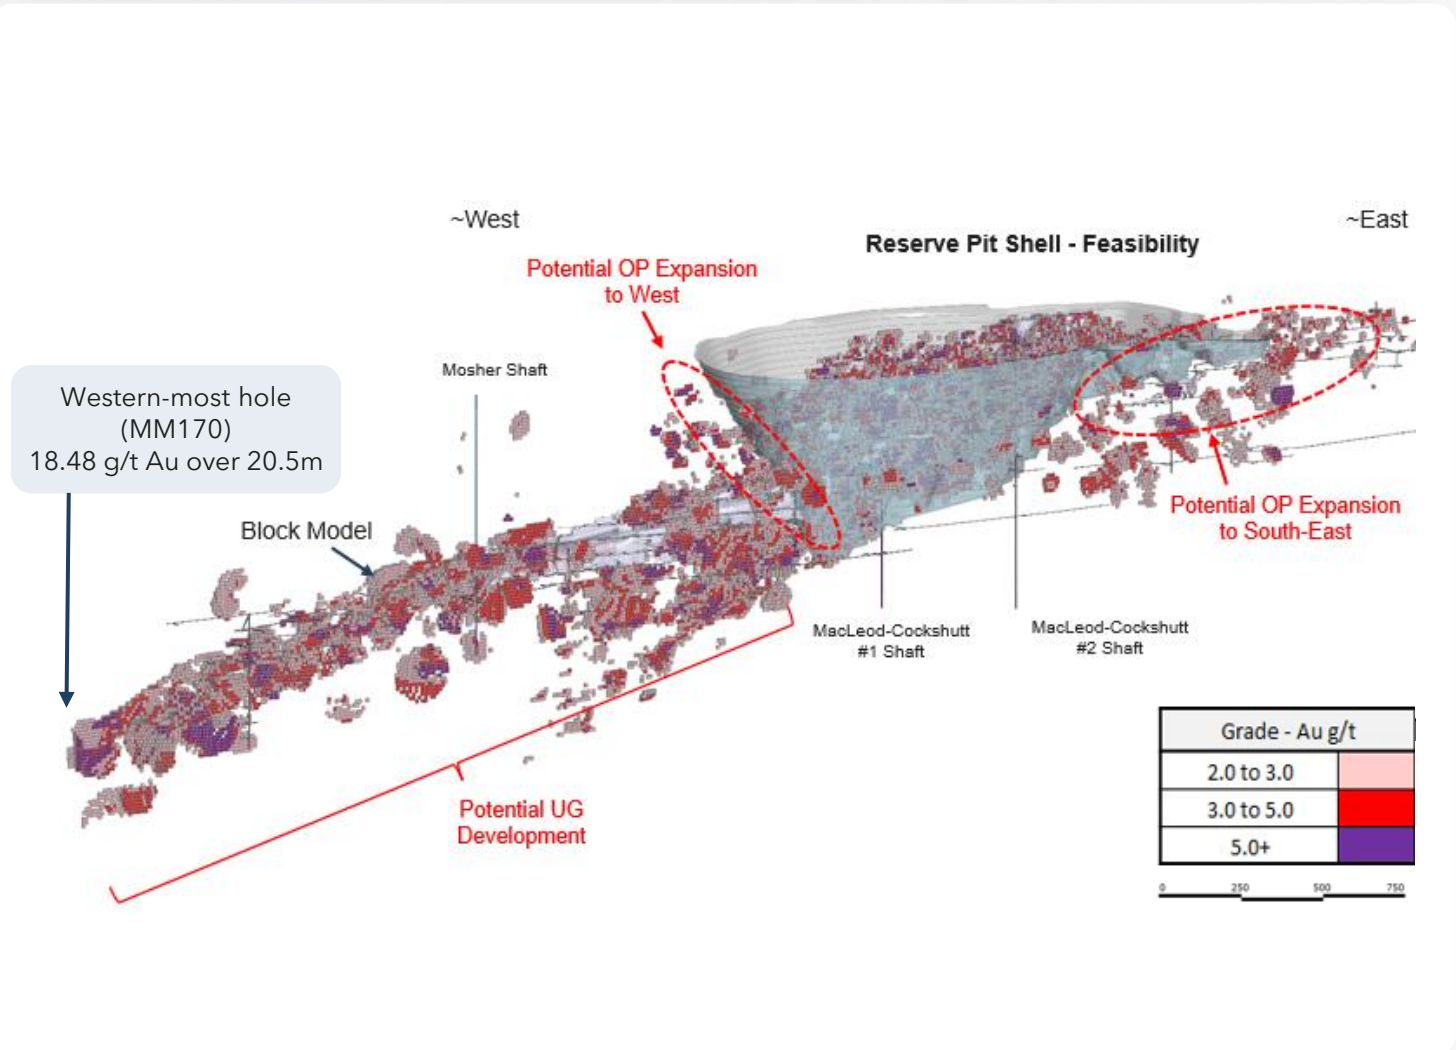 ~West
~East
Reserve Pit Shell - Feasibility
Potential OP Expansion
to West
Mosher Shaft
Western-most hole
(MM170)
18.48 g/t Au over 20.5m
Block Model
Potential OP Expansion
to South-East
MacLeod-Cockshutt
#1 Shaft
MacLeod-Cockshutt
#2 Shaft
Potential UG
Development
Grade - Au g/t
2.0 to 3.0
3.0 to 5.0
5.0+
0 250 500 750